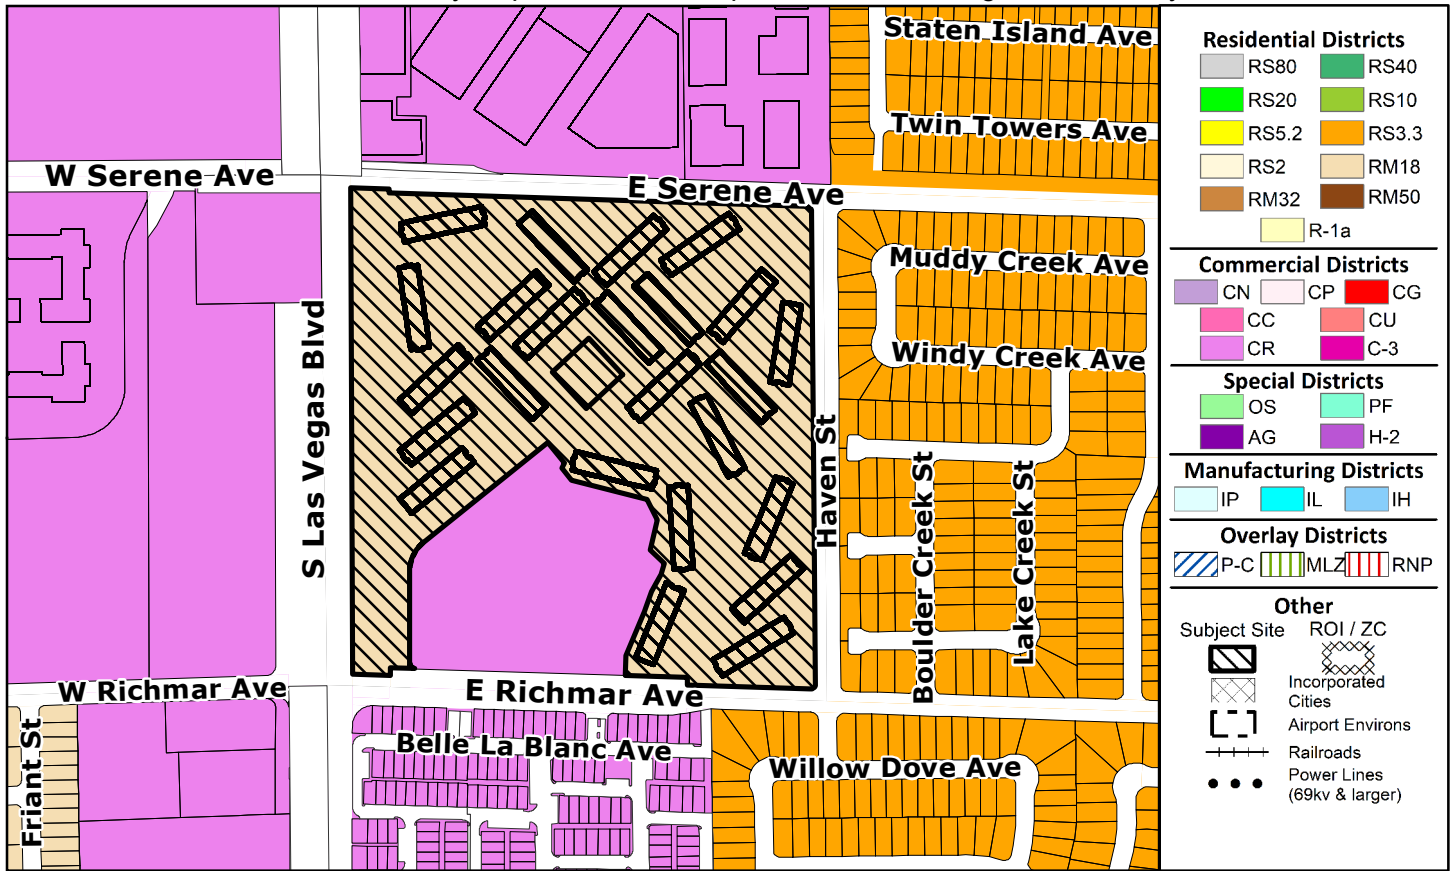 Staten Island Ave
Twin Towers Ave
W Serene Ave
E Serene Ave
Muddy Creek Ave
Windy Creek Ave
S Las Vegas Blvd
Haven St
Boulder Creek St
Lake Creek St
W Richmar Ave
E Richmar Ave
Belle La Blanc Ave
Willow Dove Ave
Friant St
Residential Districts
RS80 RS40
RS20 RS10
RS5.2 RS3.3
RS2 RM18
RM32 RM50
R-1a
Commercial Districts
CN CP CG
CC CU
CR C-3
Special Districts
OS PF
AG H-2
Manufacturing Districts
IP IL IH
Overlay Districts
P-C MLZ RNP
Other
Subject Site ROI / ZC
Incorporated
Cities
Airport Environs
Railroads
Power Lines
(69kv & larger)